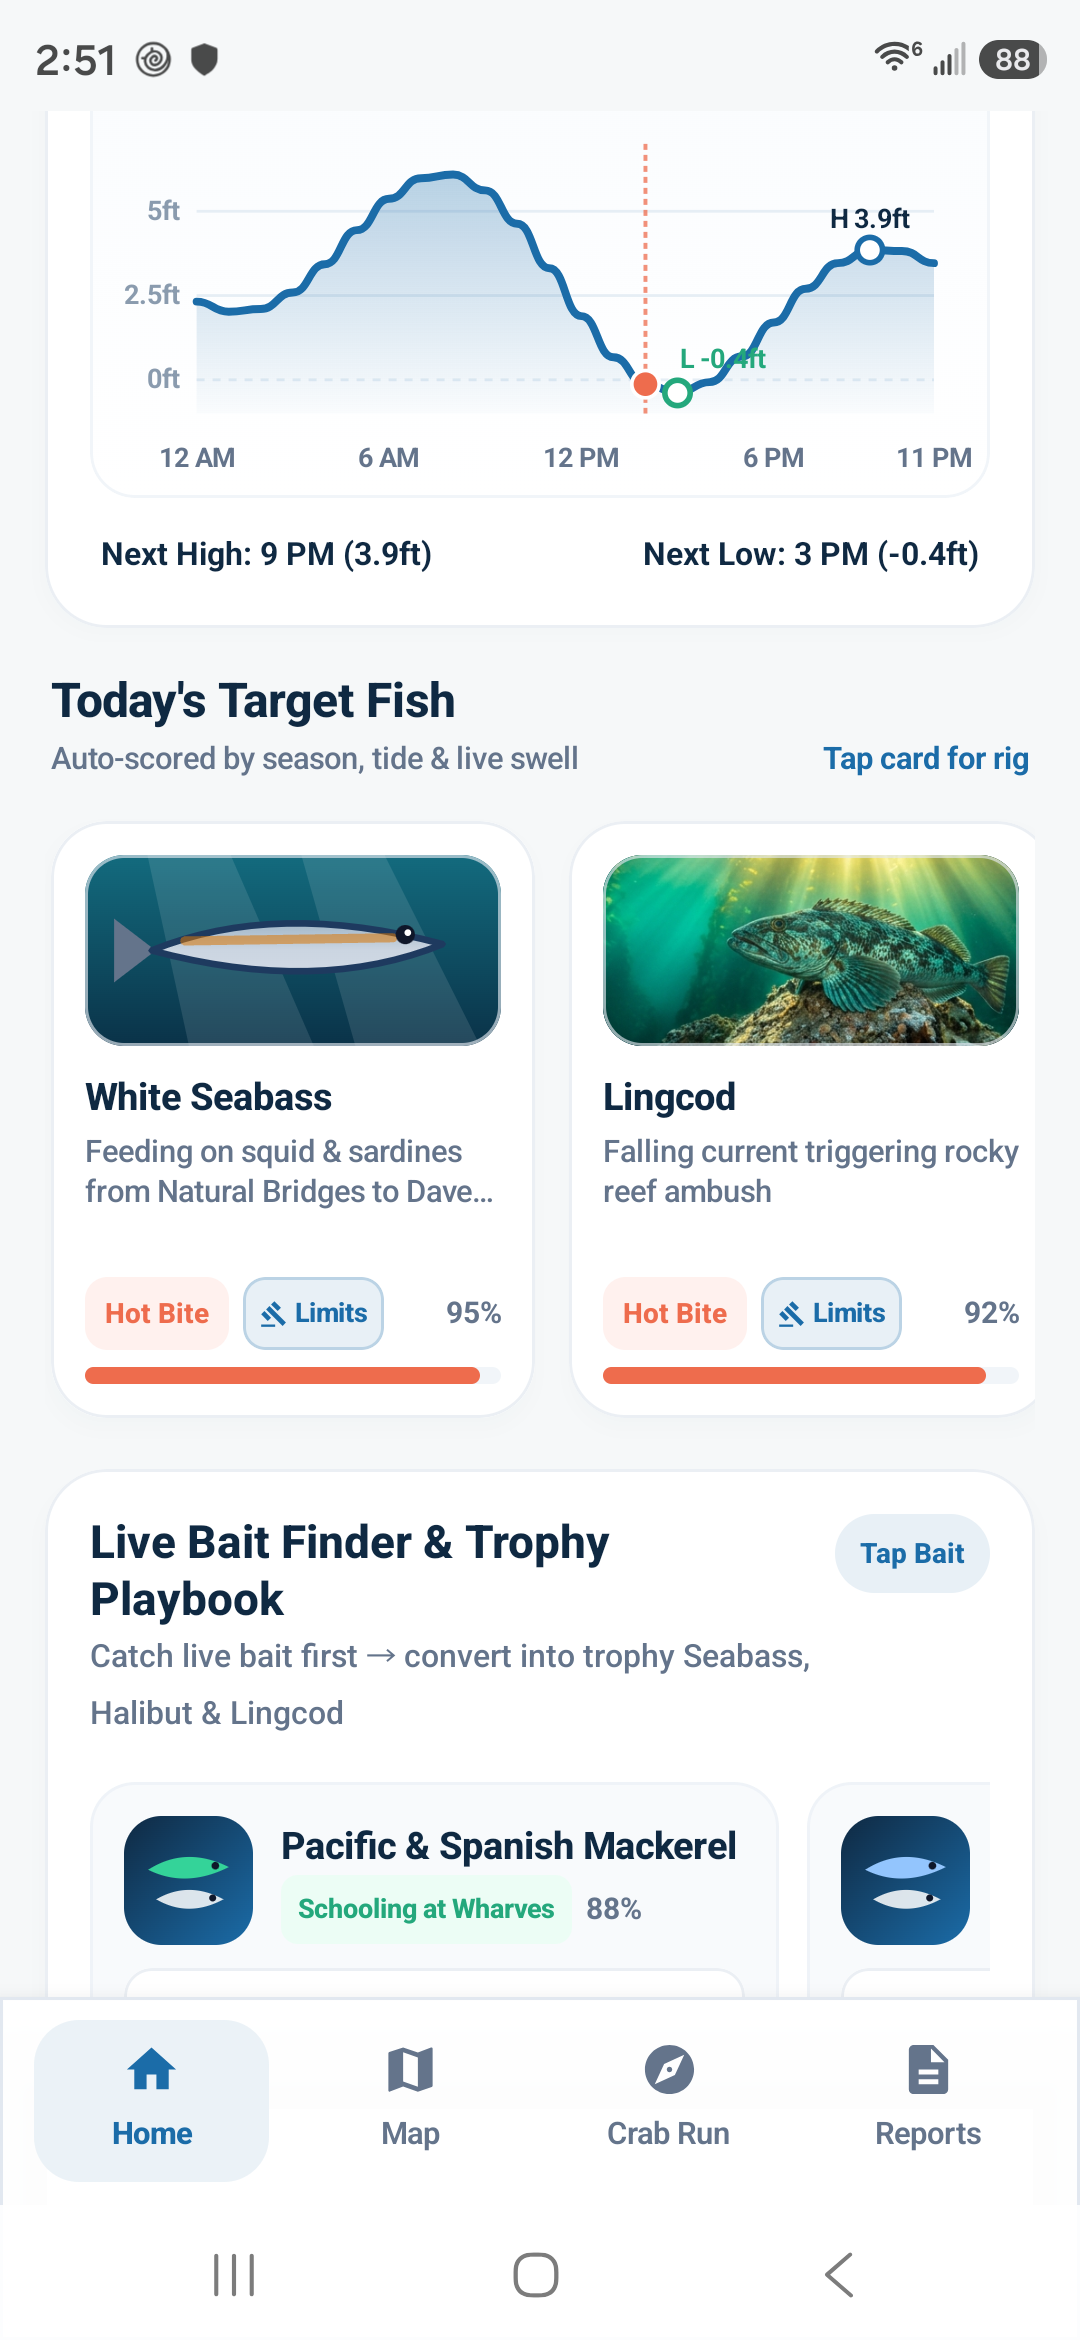 2:51
6
88
5ft
H 3.9ft
2.5ft
L -0.4ft
0ft
12 AM 6 AM 12 PM 6 PM 11 PM
Next High: 9 PM (3.9ft) Next Low: 3 PM (-0.4ft)
Today's Target Fish
Auto-scored by season, tide & live swell Tap card for rig
White Seabass
Feeding on squid & sardines
from Natural Bridges to Dave...
Hot Bite Limits 95%
Lingcod
Falling current triggering rocky
reef ambush
Hot Bite Limits 92%
Live Bait Finder & Trophy
Playbook
Tap Bait
Catch live bait first → convert into trophy Seabass,
Halibut & Lingcod
Pacific & Spanish Mackerel
Schooling at Wharves 88%
Home Map Crab Run Reports